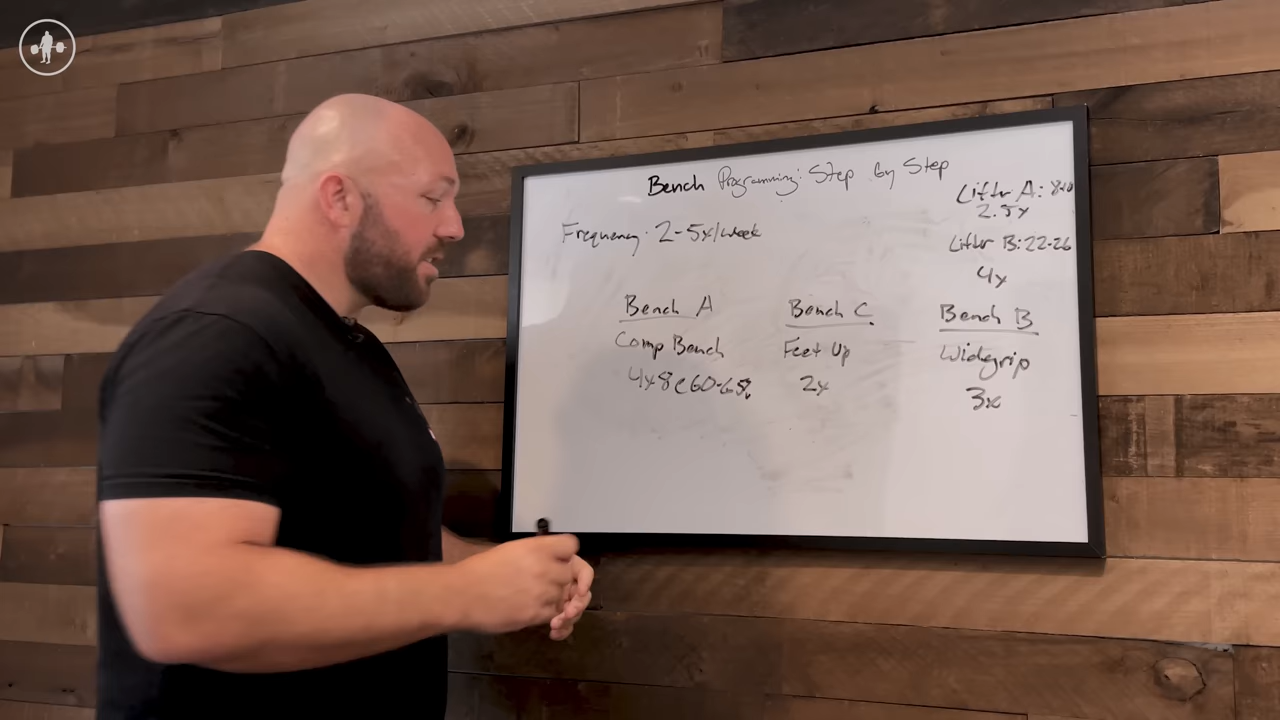 Bench Programming: Step by Step
Lifter A: 8-10
2.5x
Frequency: 2-5x/week
Lifter B: 22-26
4x
Bench A
Comp Bench
4x8@60-65%
Bench C
Feet Up
2x
Bench B
Widegrip
3x